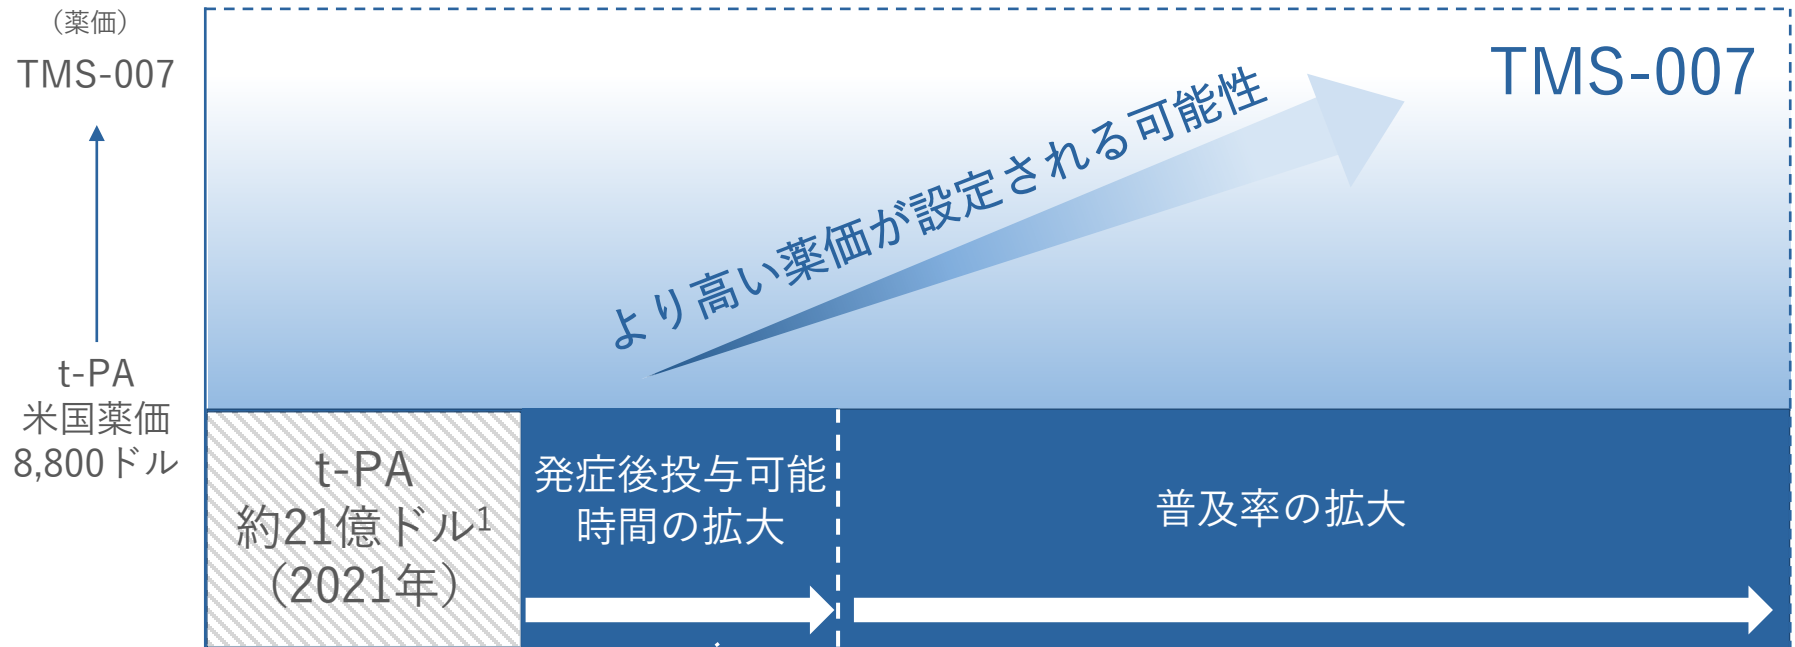 （薬価）
TMS-007
t-PA
米国薬価
8,800ドル
TMS-007
より高い薬価が設定される可能性
t-PA
約21億ドル1
（2021年）
発症後投与可能
時間の拡大
普及率の拡大